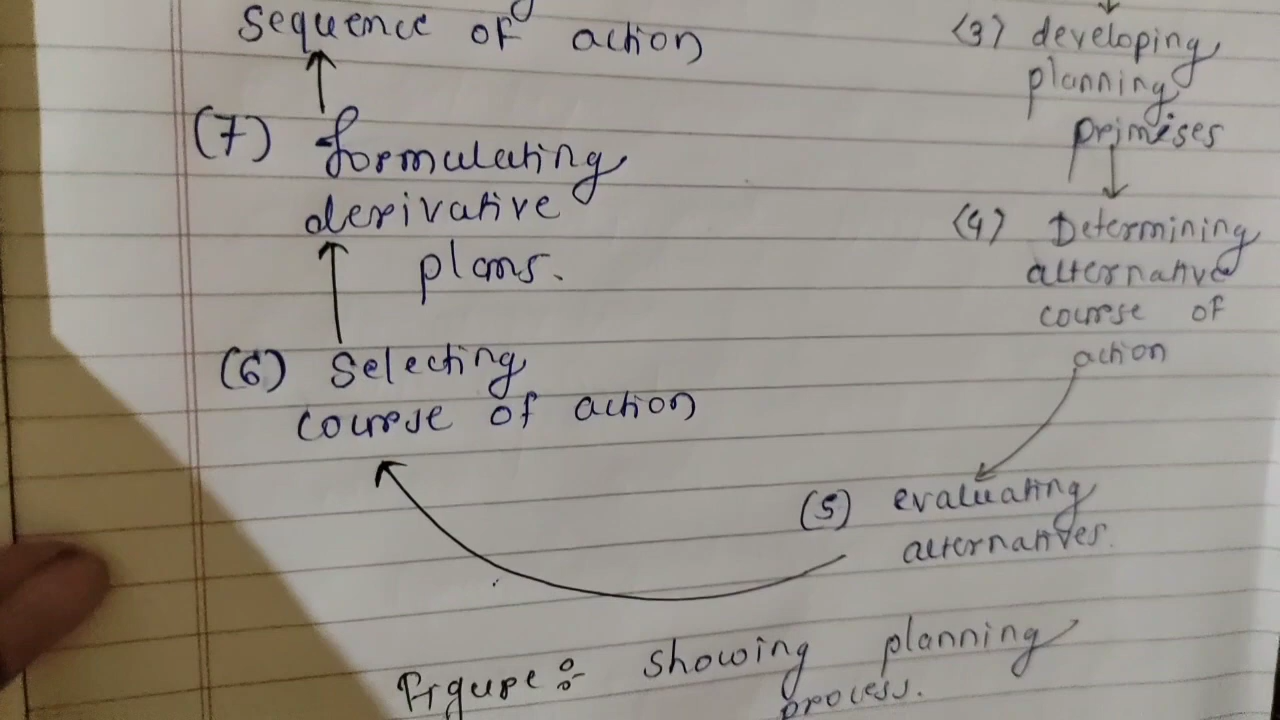 sequence of action
(7) formulating
derivative
plans.
(6) Selecting
course of action
(3) developing
planning
primises
(4) Determining
alternative
course of
action
(5) evaluating
alternatives.
Figure :- Showing planning
process.